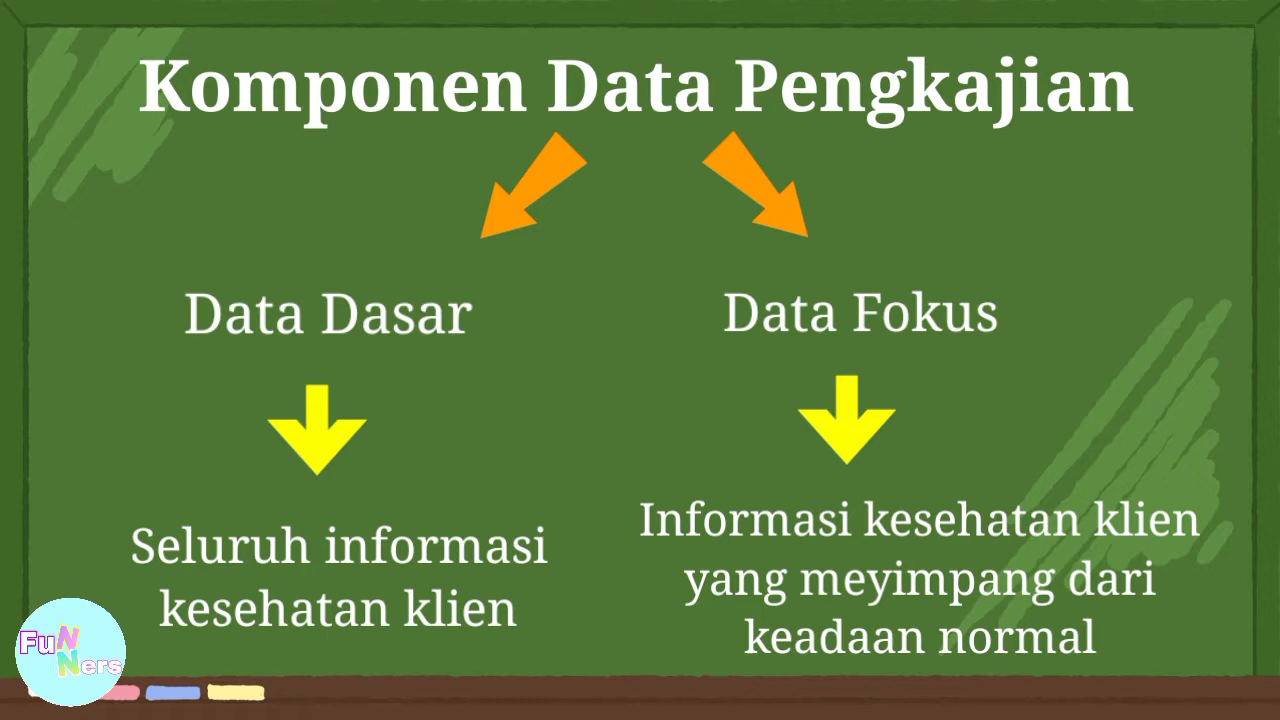 Komponen Data Pengkajian
Data Dasar
Data Fokus
Seluruh informasi
kesehatan klien
Informasi kesehatan klien
yang meyimpang dari
keadaan normal
FuN
Ners